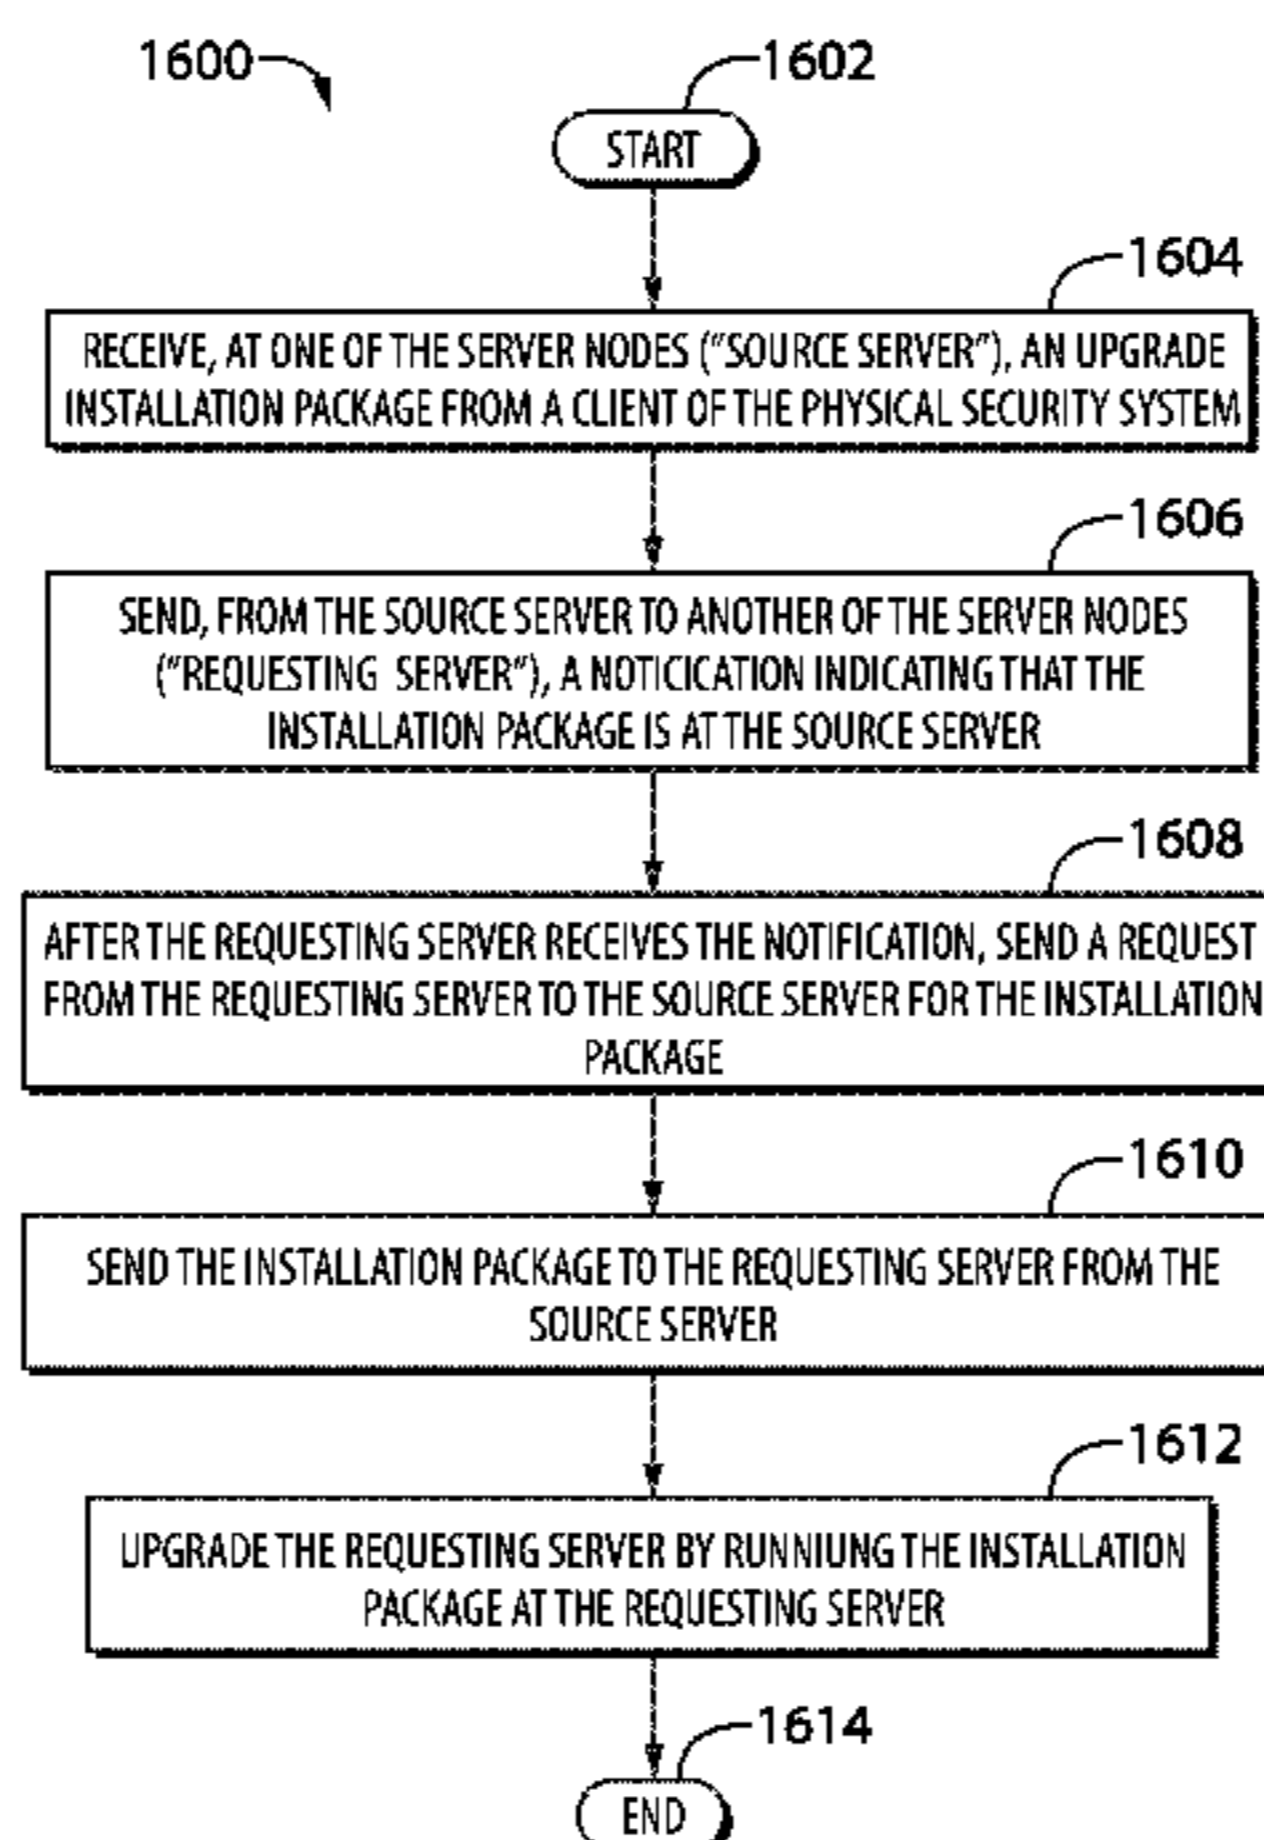 1600
1602
START
1604
RECEIVE, AT ONE OF THE SERVER NODES ("SOURCE SERVER"), AN UPGRADE
INSTALLATION PACKAGE FROM A CLIENT OF THE PHYSICAL SECURITY SYSTEM
1606
SEND, FROM THE SOURCE SERVER TO ANOTHER OF THE SERVER NODES
("REQUESTING SERVER"), A NOTICICATION INDICATING THAT THE
INSTALLATION PACKAGE IS AT THE SOURCE SERVER
1608
AFTER THE REQUESTING SERVER RECEIVES THE NOTIFICATION, SEND A REQUEST
FROM THE REQUESTING SERVER TO THE SOURCE SERVER FOR THE INSTALLATION
PACKAGE
1610
SEND THE INSTALLATION PACKAGE TO THE REQUESTING SERVER FROM THE
SOURCE SERVER
1612
UPGRADE THE REQUESTING SERVER BY RUNNIUNG THE INSTALLATION
PACKAGE AT THE REQUESTING SERVER
1614
END